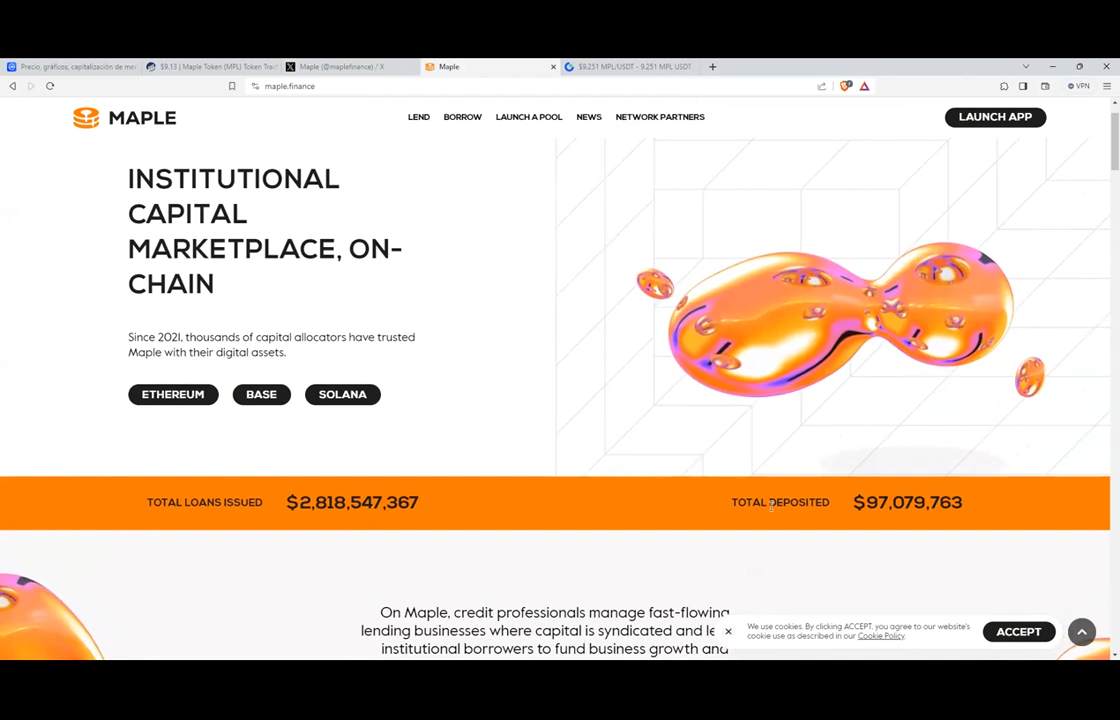 Precio, gráficos, capitalización de mer
$9.13 | Maple Token (MPL) Token Trac
Maple (@maplefinance) / X
Maple
$9.251 MPL/USDT - 9.251 MPL USDT
maple.finance
VPN
MAPLE
LEND BORROW LAUNCH A POOL NEWS NETWORK PARTNERS
LAUNCH APP
INSTITUTIONAL
CAPITAL
MARKETPLACE, ON-
CHAIN
Since 2021, thousands of capital allocators have trusted
Maple with their digital assets.
ETHEREUM BASE SOLANA
TOTAL LOANS ISSUED $2,818,547,367
TOTAL DEPOSITED $97,079,763
On Maple, credit professionals manage fast-flowing
lending businesses where capital is syndicated and le
institutional borrowers to fund business growth and
We use cookies. By clicking ACCEPT, you agree to our website's
cookie use as described in our Cookie Policy.
ACCEPT